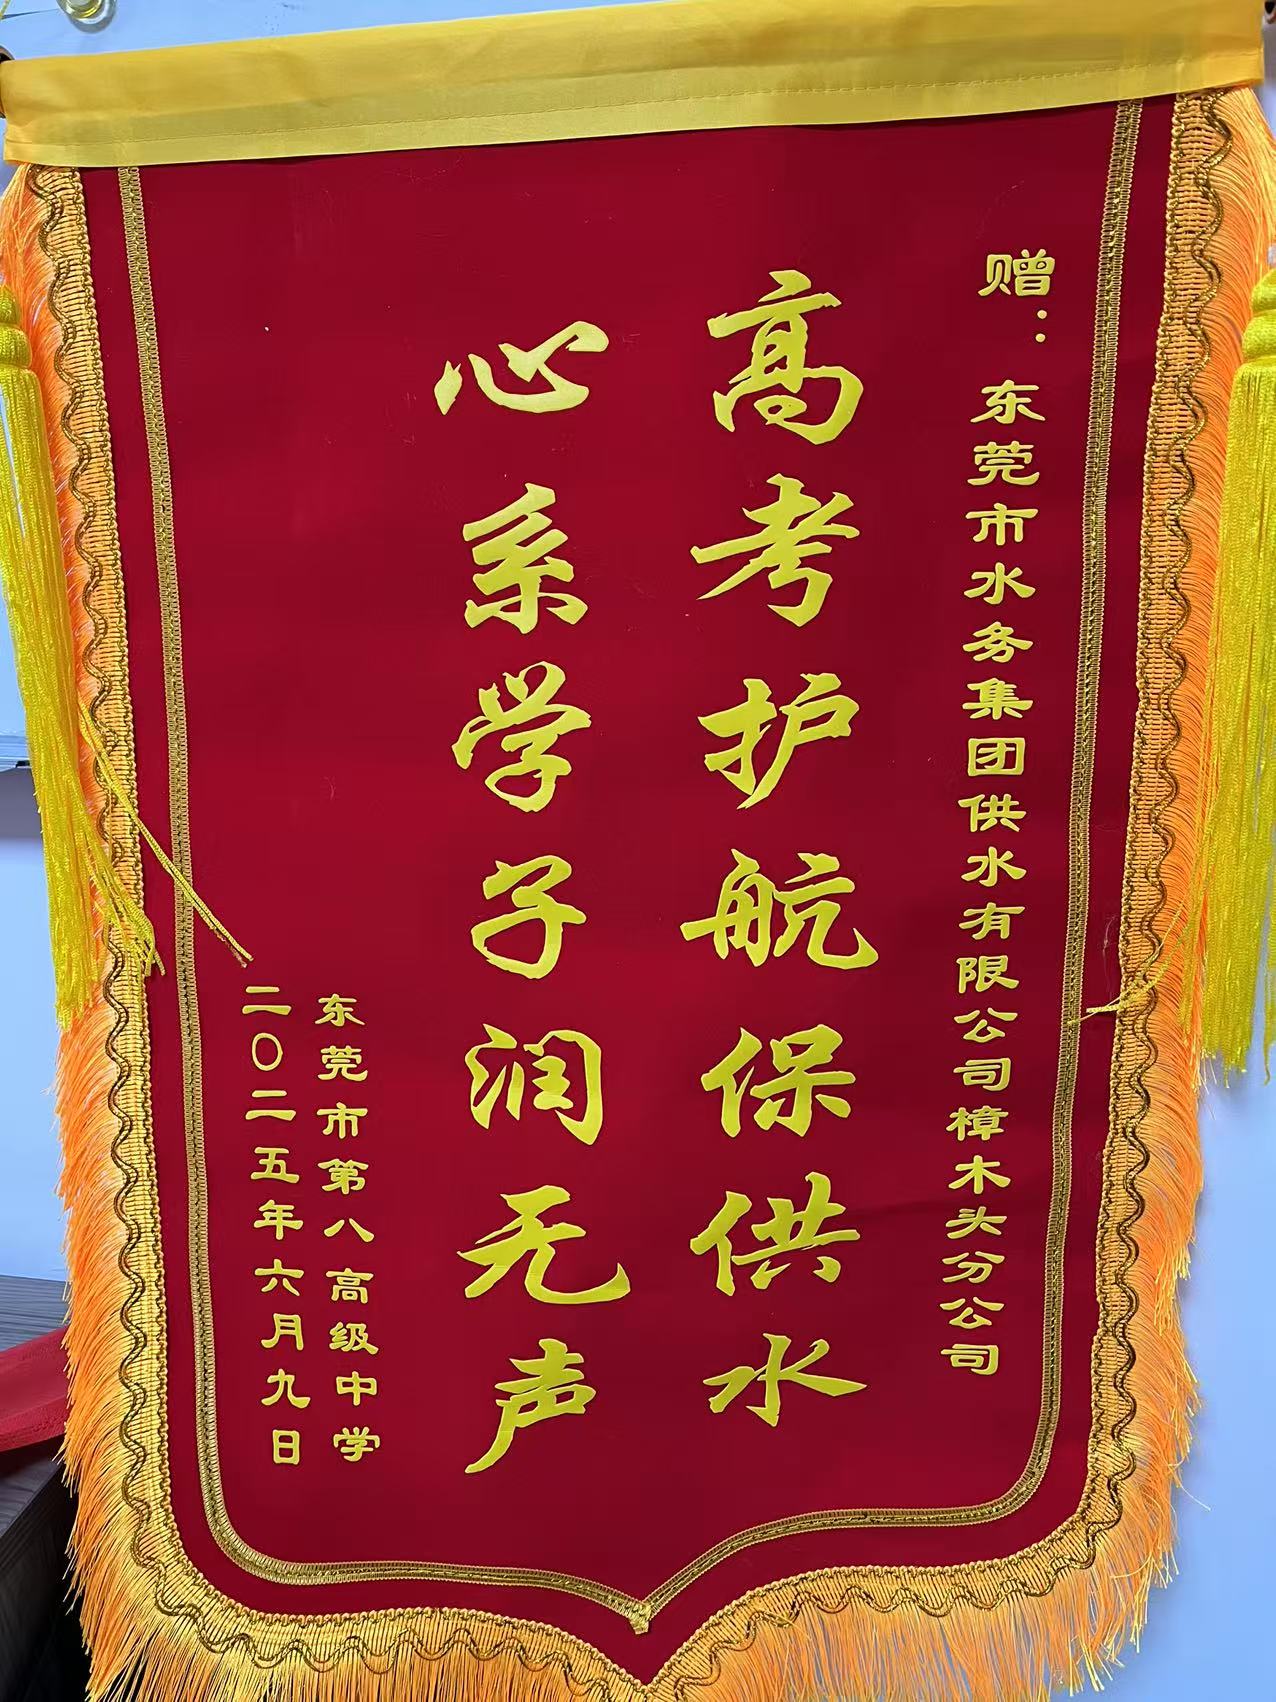 赠：东莞市水务集团供水有限公司樟木头分公司
高考护航保供水
心系学子润无声
东莞市第八高级中学
二〇二五年六月九日